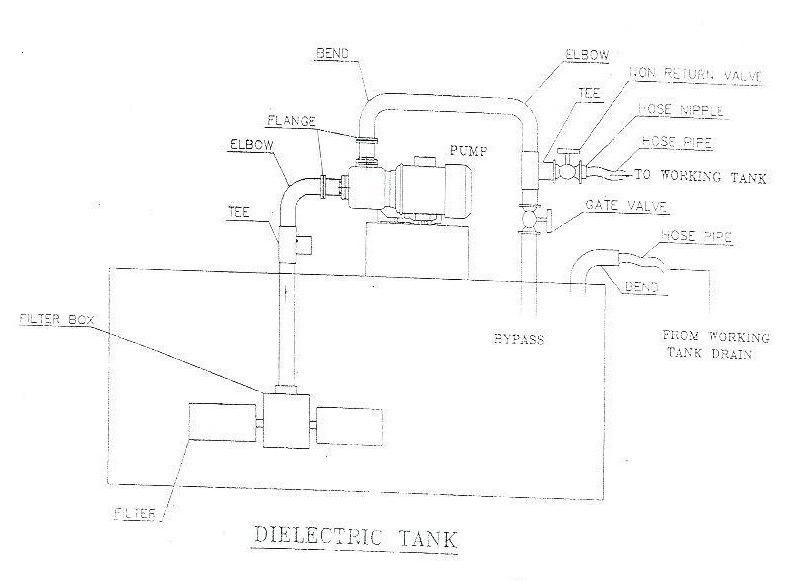 BEND
ELBOW
NON RETURN VALVE
TEE
HOSE NIPPLE
FLANGE
HOSE PIPE
ELBOW
PUMP
TO WORKING TANK
TEE
GATE VALVE
HOSE PIPE
BEND
FILTER BOX
BYPASS
FROM WORKING
TANK DRAIN
FILTER
DIELECTRIC TANK